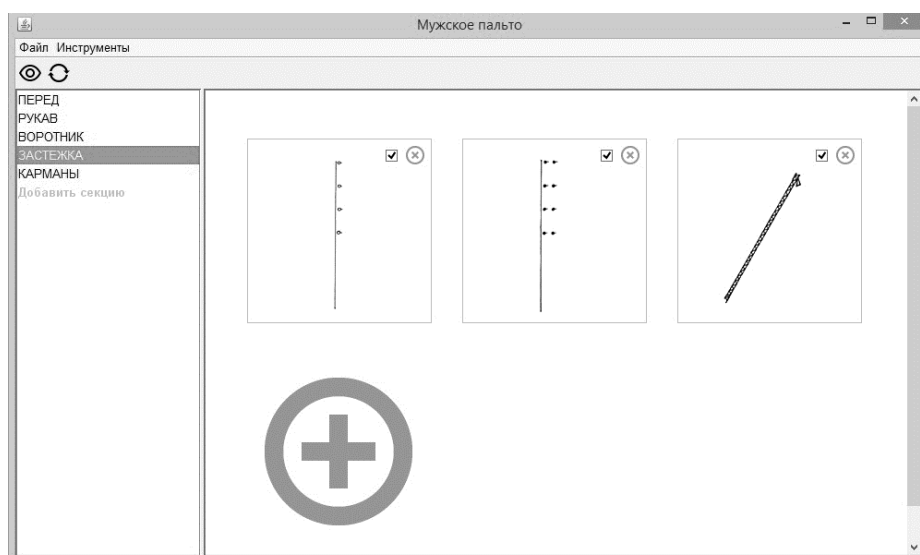 Мужское пальто
Файл Инструменты
ПЕРЕД
РУКАВ
ВОРОТНИК
ЗАСТЕЖКА
КАРМАНЫ
Добавить секцию